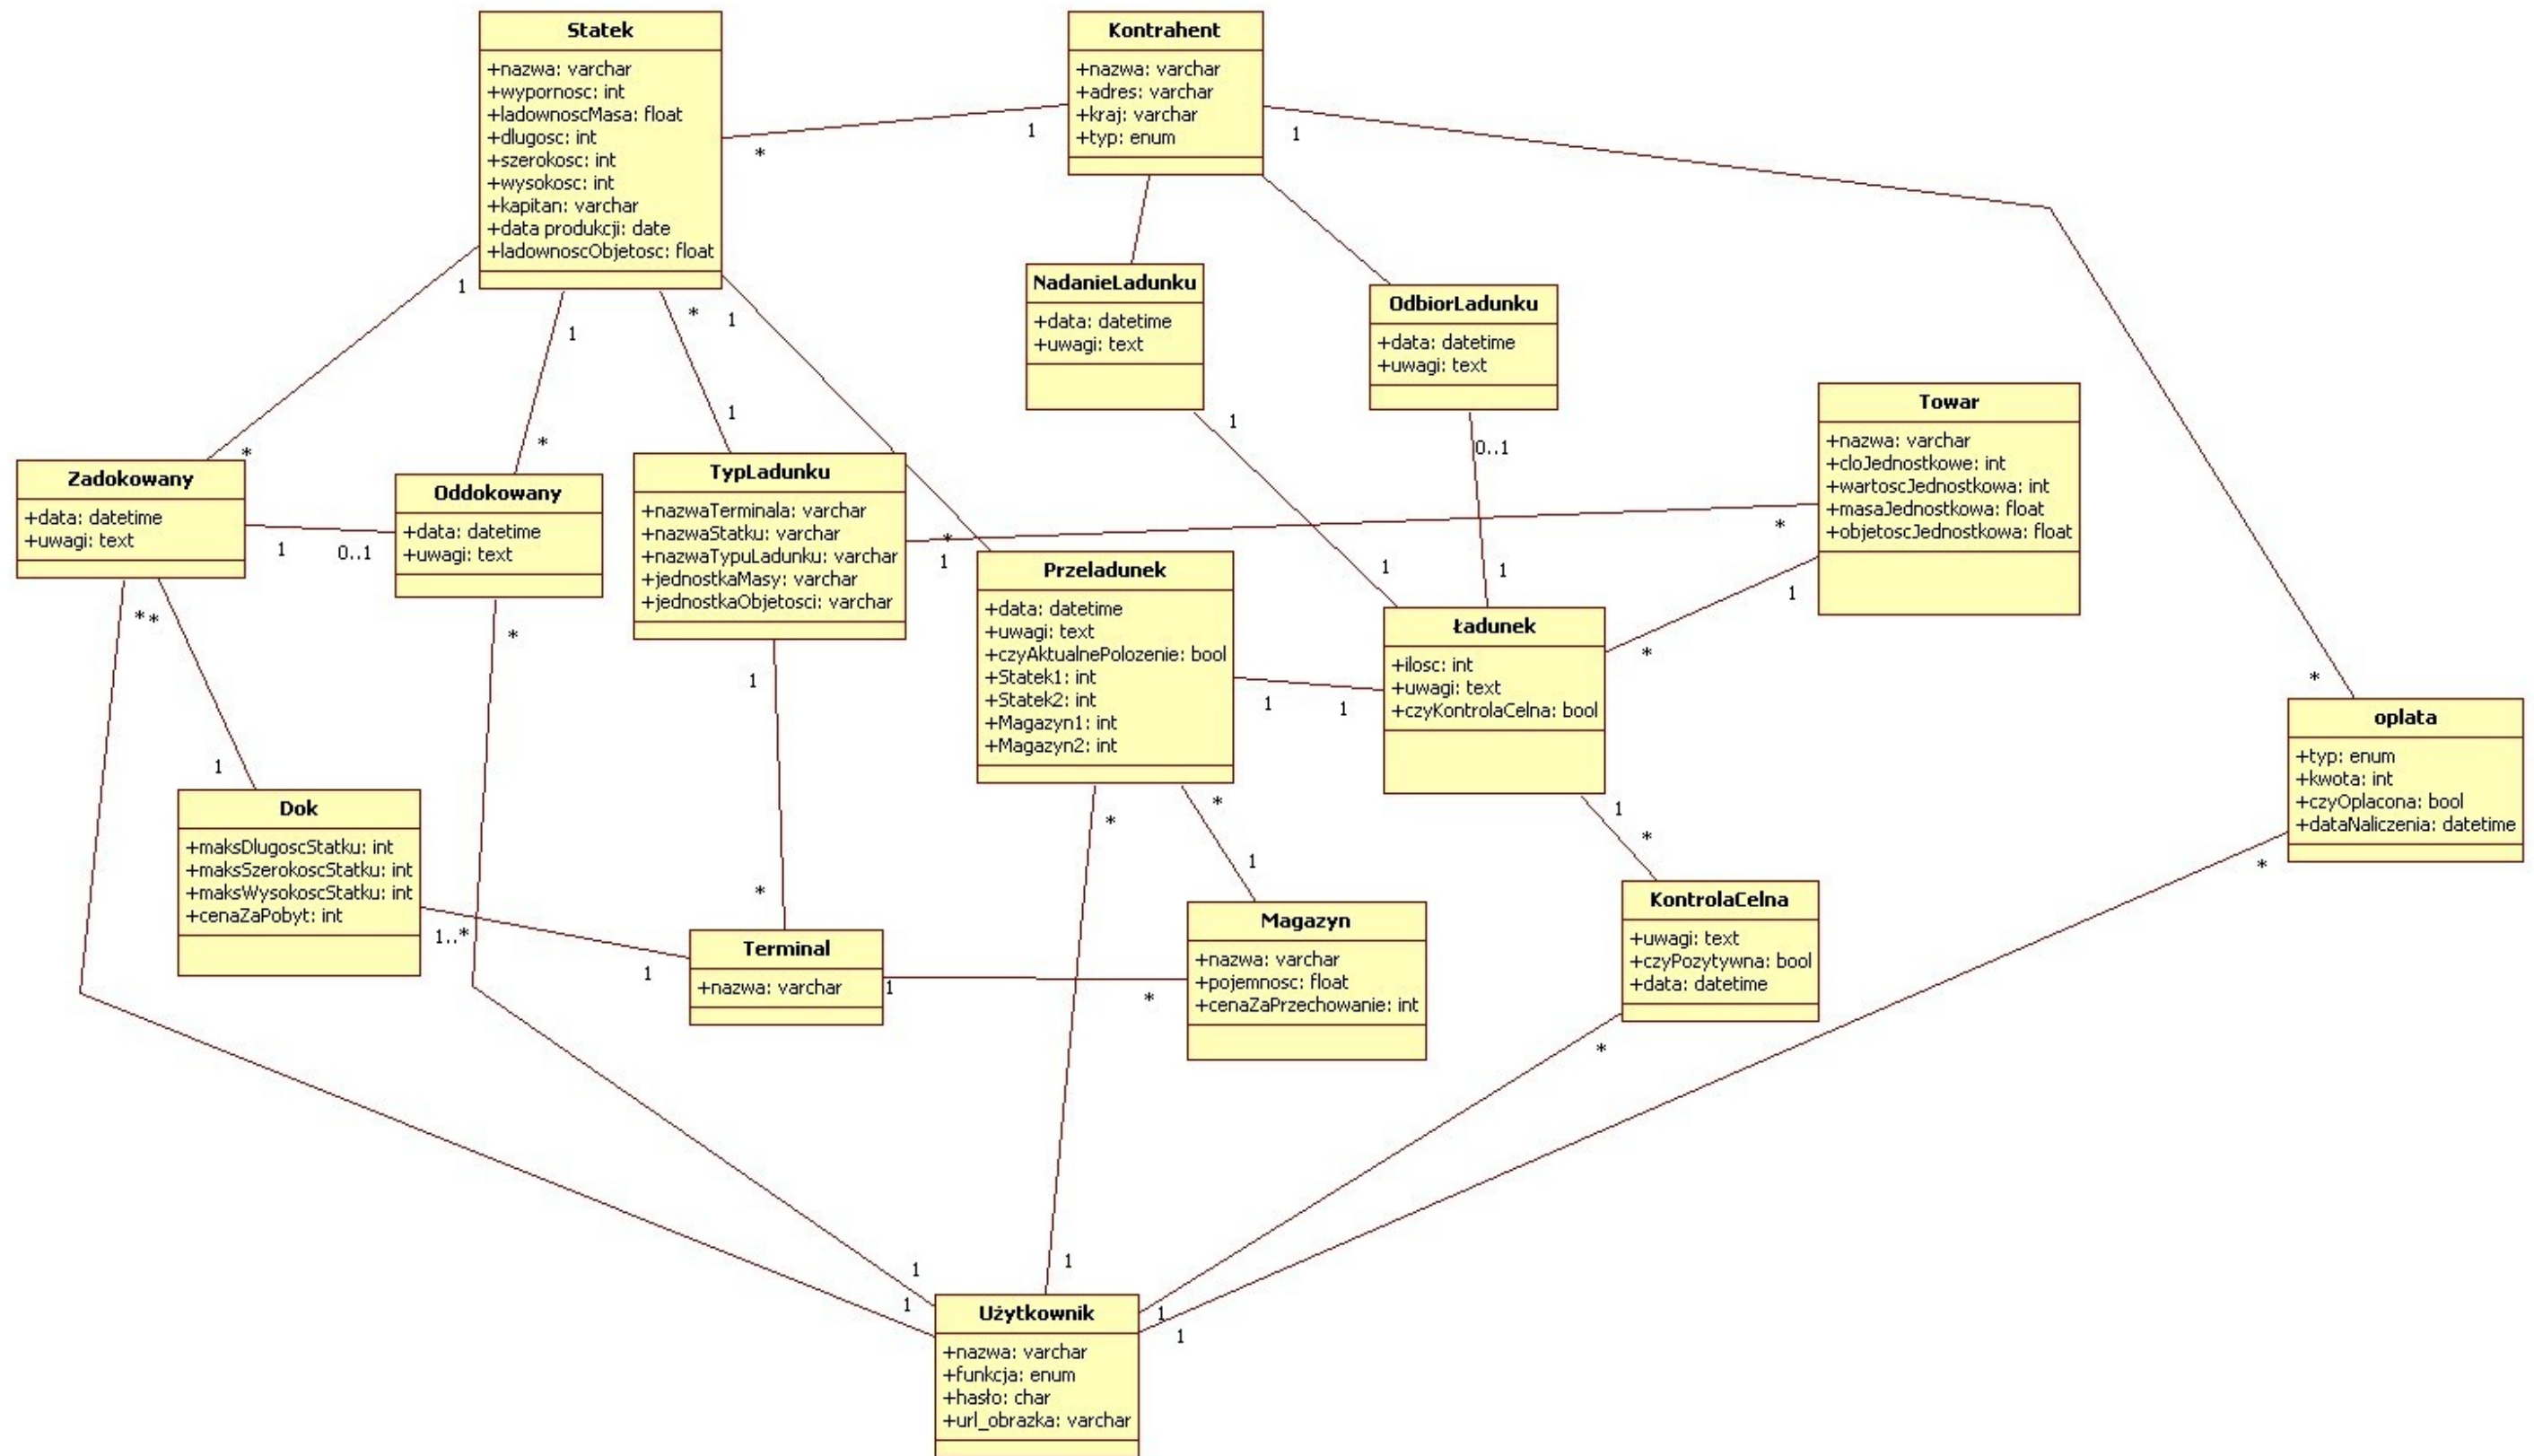 Statek
+nazwa: varchar
+wypornosc: int
+ladownoscMasa: float
+dlugosc: int
+szerokosc: int
+wysokosc: int
+kapitan: varchar
+data produkcji: date
+ladownoscObjetosc: float
Kontrahent
+nazwa: varchar
+adres: varchar
+kraj: varchar
+typ: enum
1
*
1
1
1
*
1
*
*
1
NadanieLadunku
+data: datetime
+uwagi: text
OdbiorLadunku
+data: datetime
+uwagi: text
1
0..1
Towar
+nazwa: varchar
+cloJednostkowe: int
+wartoscJednostkowa: int
+masaJednostkowa: float
+objetoscJednostkowa: float
Zadokowany
+data: datetime
+uwagi: text
1
0..1
Oddokowany
+data: datetime
+uwagi: text
TypLadunku
+nazwaTerminala: varchar
+nazwaStatku: varchar
+nazwaTypuLadunku: varchar
+jednostkaMasy: varchar
+jednostkaObjetosci: varchar
*
1
*
Przeladunek
+data: datetime
+uwagi: text
+czyAktualnePolozenie: bool
+Statek1: int
+Statek2: int
+Magazyn1: int
+Magazyn2: int
1
1
1
*
Ładunek
+ilosc: int
+uwagi: text
+czyKontrolaCelna: bool
1
1
*
*
*
*
1
*
oplata
+typ: enum
+kwota: int
+czyOplacona: bool
+dataNaliczenia: datetime
1
Dok
+maksDlugoscStatku: int
+maksSzerokoscStatku: int
+maksWysokoscStatku: int
+cenaZaPobyt: int
1..*
1
*
Terminal
+nazwa: varchar
1
*
*
*
1
Magazyn
+nazwa: varchar
+pojemnosc: float
+cenaZaPrzechowanie: int
1
*
KontrolaCelna
+uwagi: text
+czyPozytywna: bool
+data: datetime
*
*
1
1
1
1
1
Użytkownik
+nazwa: varchar
+funkcja: enum
+hasło: char
+url_obrazka: varchar